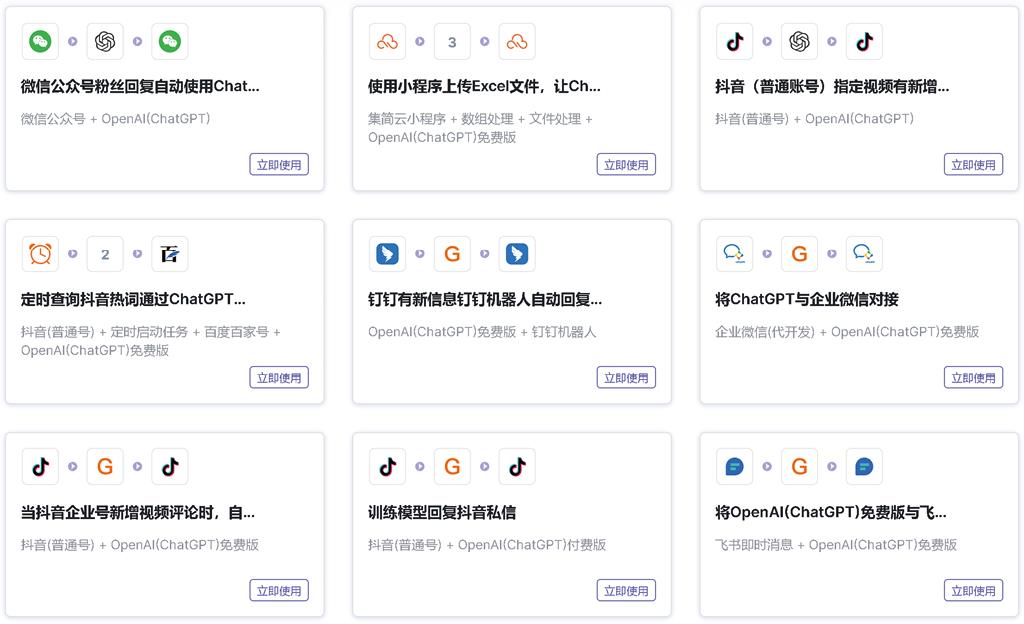 微信公众号粉丝回复自动使用Chat...
微信公众号 + OpenAI(ChatGPT)
立即使用
3
使用小程序上传Excel文件，让Ch...
集简云小程序 + 数组处理 + 文件处理 +
OpenAI(ChatGPT)免费版
立即使用
抖音（普通账号）指定视频有新增...
抖音(普通号) + OpenAI(ChatGPT)
立即使用
2
百
定时查询抖音热词通过ChatGPT...
抖音(普通号) + 定时启动任务 + 百度百家号 +
OpenAI(ChatGPT)免费版
立即使用
G
钉钉有新信息钉钉机器人自动回复...
OpenAI(ChatGPT)免费版 + 钉钉机器人
立即使用
G
将ChatGPT与企业微信对接
企业微信(代开发) + OpenAI(ChatGPT)免费版
立即使用
G
当抖音企业号新增视频评论时，自...
抖音(普通号) + OpenAI(ChatGPT)免费版
立即使用
G
训练模型回复抖音私信
抖音(普通号) + OpenAI(ChatGPT)付费版
立即使用
G
将OpenAI(ChatGPT)免费版与飞...
飞书即时消息 + OpenAI(ChatGPT)免费版
立即使用